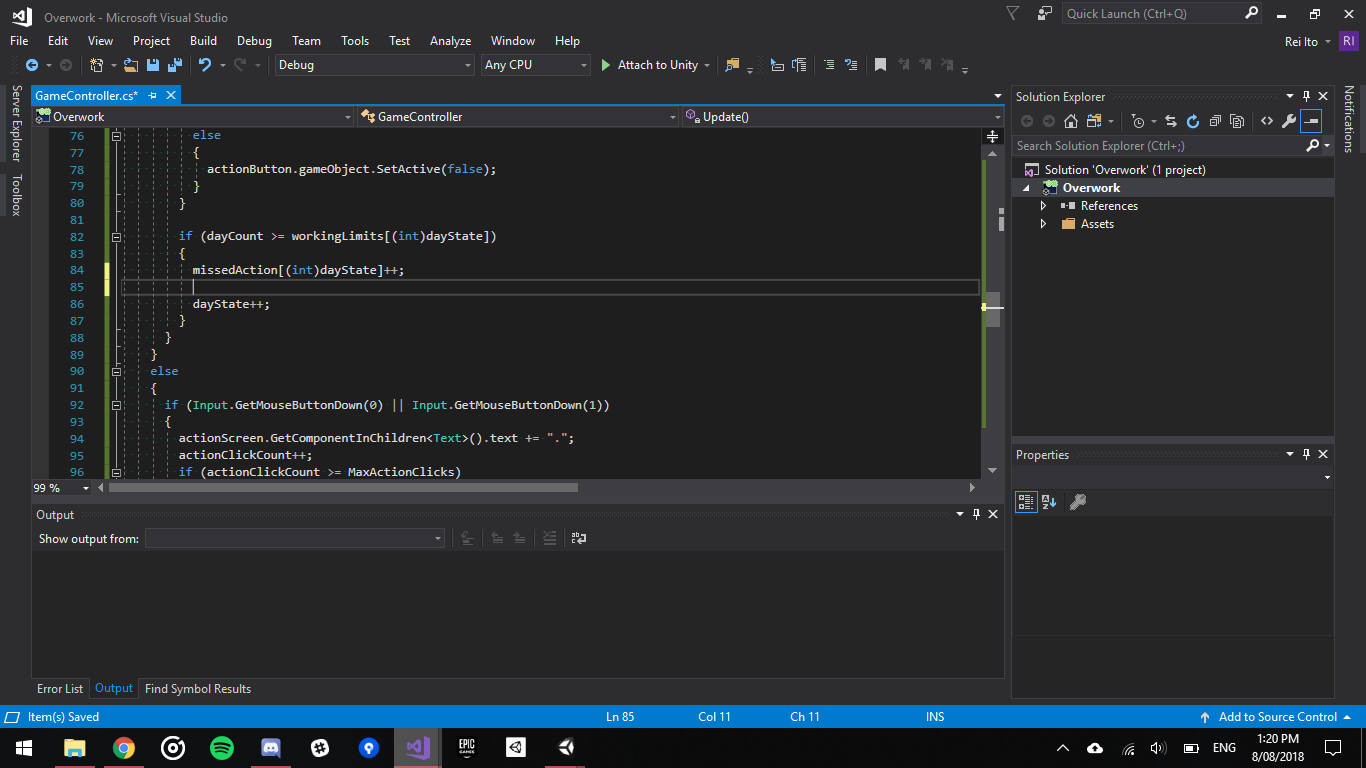 Overwork - Microsoft Visual Studio
Quick Launch (Ctrl+Q)
File Edit View Project Build Debug Team Tools Test Analyze Window Help
Rei Ito RI
Debug Any CPU Attach to Unity
Server Explorer
Toolbox
GameController.cs*
Overwork GameController Update()
76 else
77 {
78 actionButton.gameObject.SetActive(false);
79 }
80 }
81
82 if (dayCount >= workingLimits[(int)dayState])
83 {
84 missedAction[(int)dayState]++;
85
86 dayState++;
87 }
88 }
89 }
90 else
91 {
92 if (Input.GetMouseButtonDown(0) || Input.GetMouseButtonDown(1))
93 {
94 actionScreen.GetComponentInChildren<Text>().text += ".";
95 actionClickCount++;
96 if (actionClickCount >= MaxActionClicks)
99 %
Output
Show output from:
Error List Output Find Symbol Results
Solution Explorer
Search Solution Explorer (Ctrl+;)
Solution 'Overwork' (1 project)
Overwork
References
Assets
Properties
Notifications
Item(s) Saved Ln 85 Col 11 Ch 11 INS Add to Source Control
EPIC GAMES
ENG
1:20 PM
8/08/2018